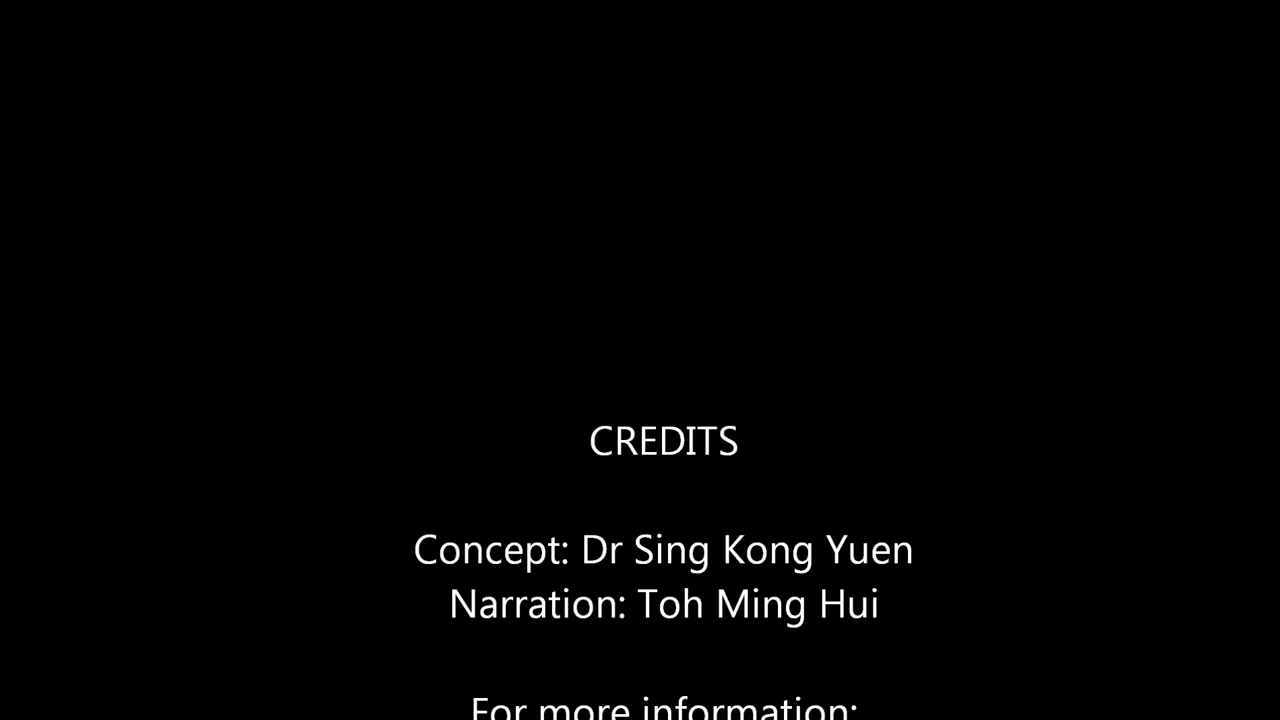 CREDITS
Concept: Dr Sing Kong Yuen
Narration: Toh Ming Hui
For more information: